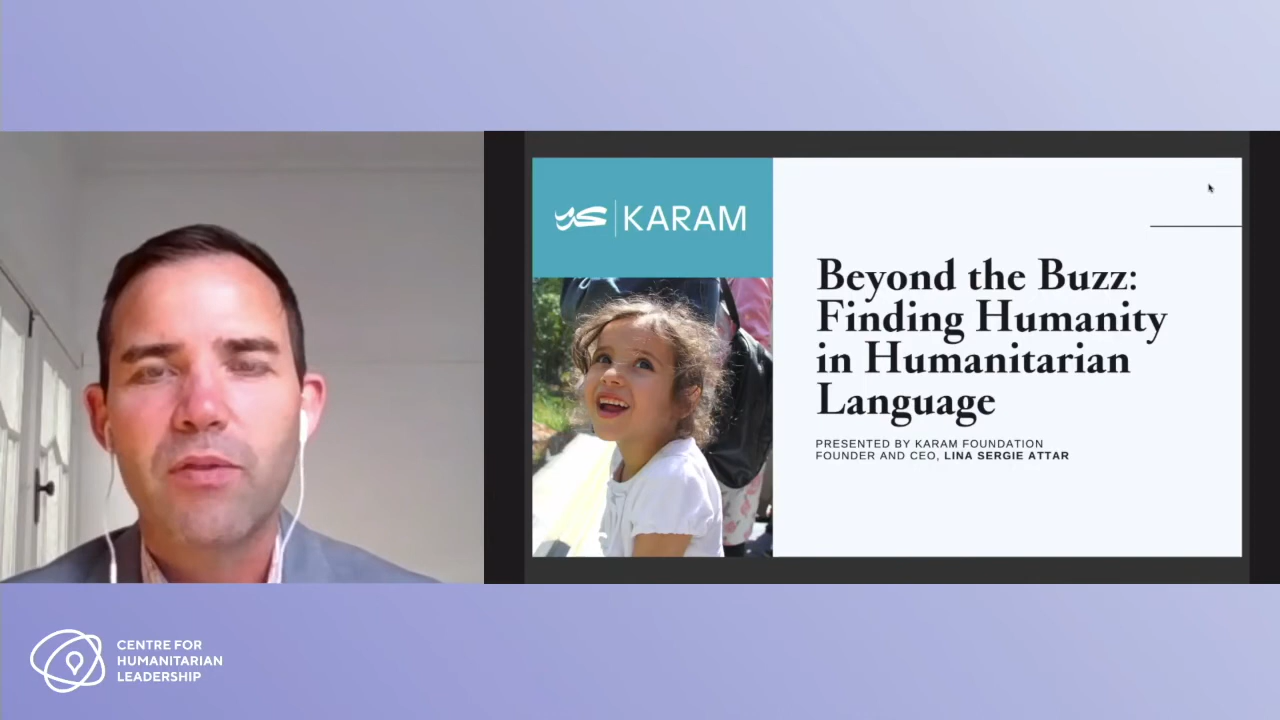 كرم | KARAM
Beyond the Buzz:
Finding Humanity
in Humanitarian
Language
PRESENTED BY KARAM FOUNDATION
FOUNDER AND CEO, LINA SERGIE ATTAR
CENTRE FOR
HUMANITARIAN
LEADERSHIP